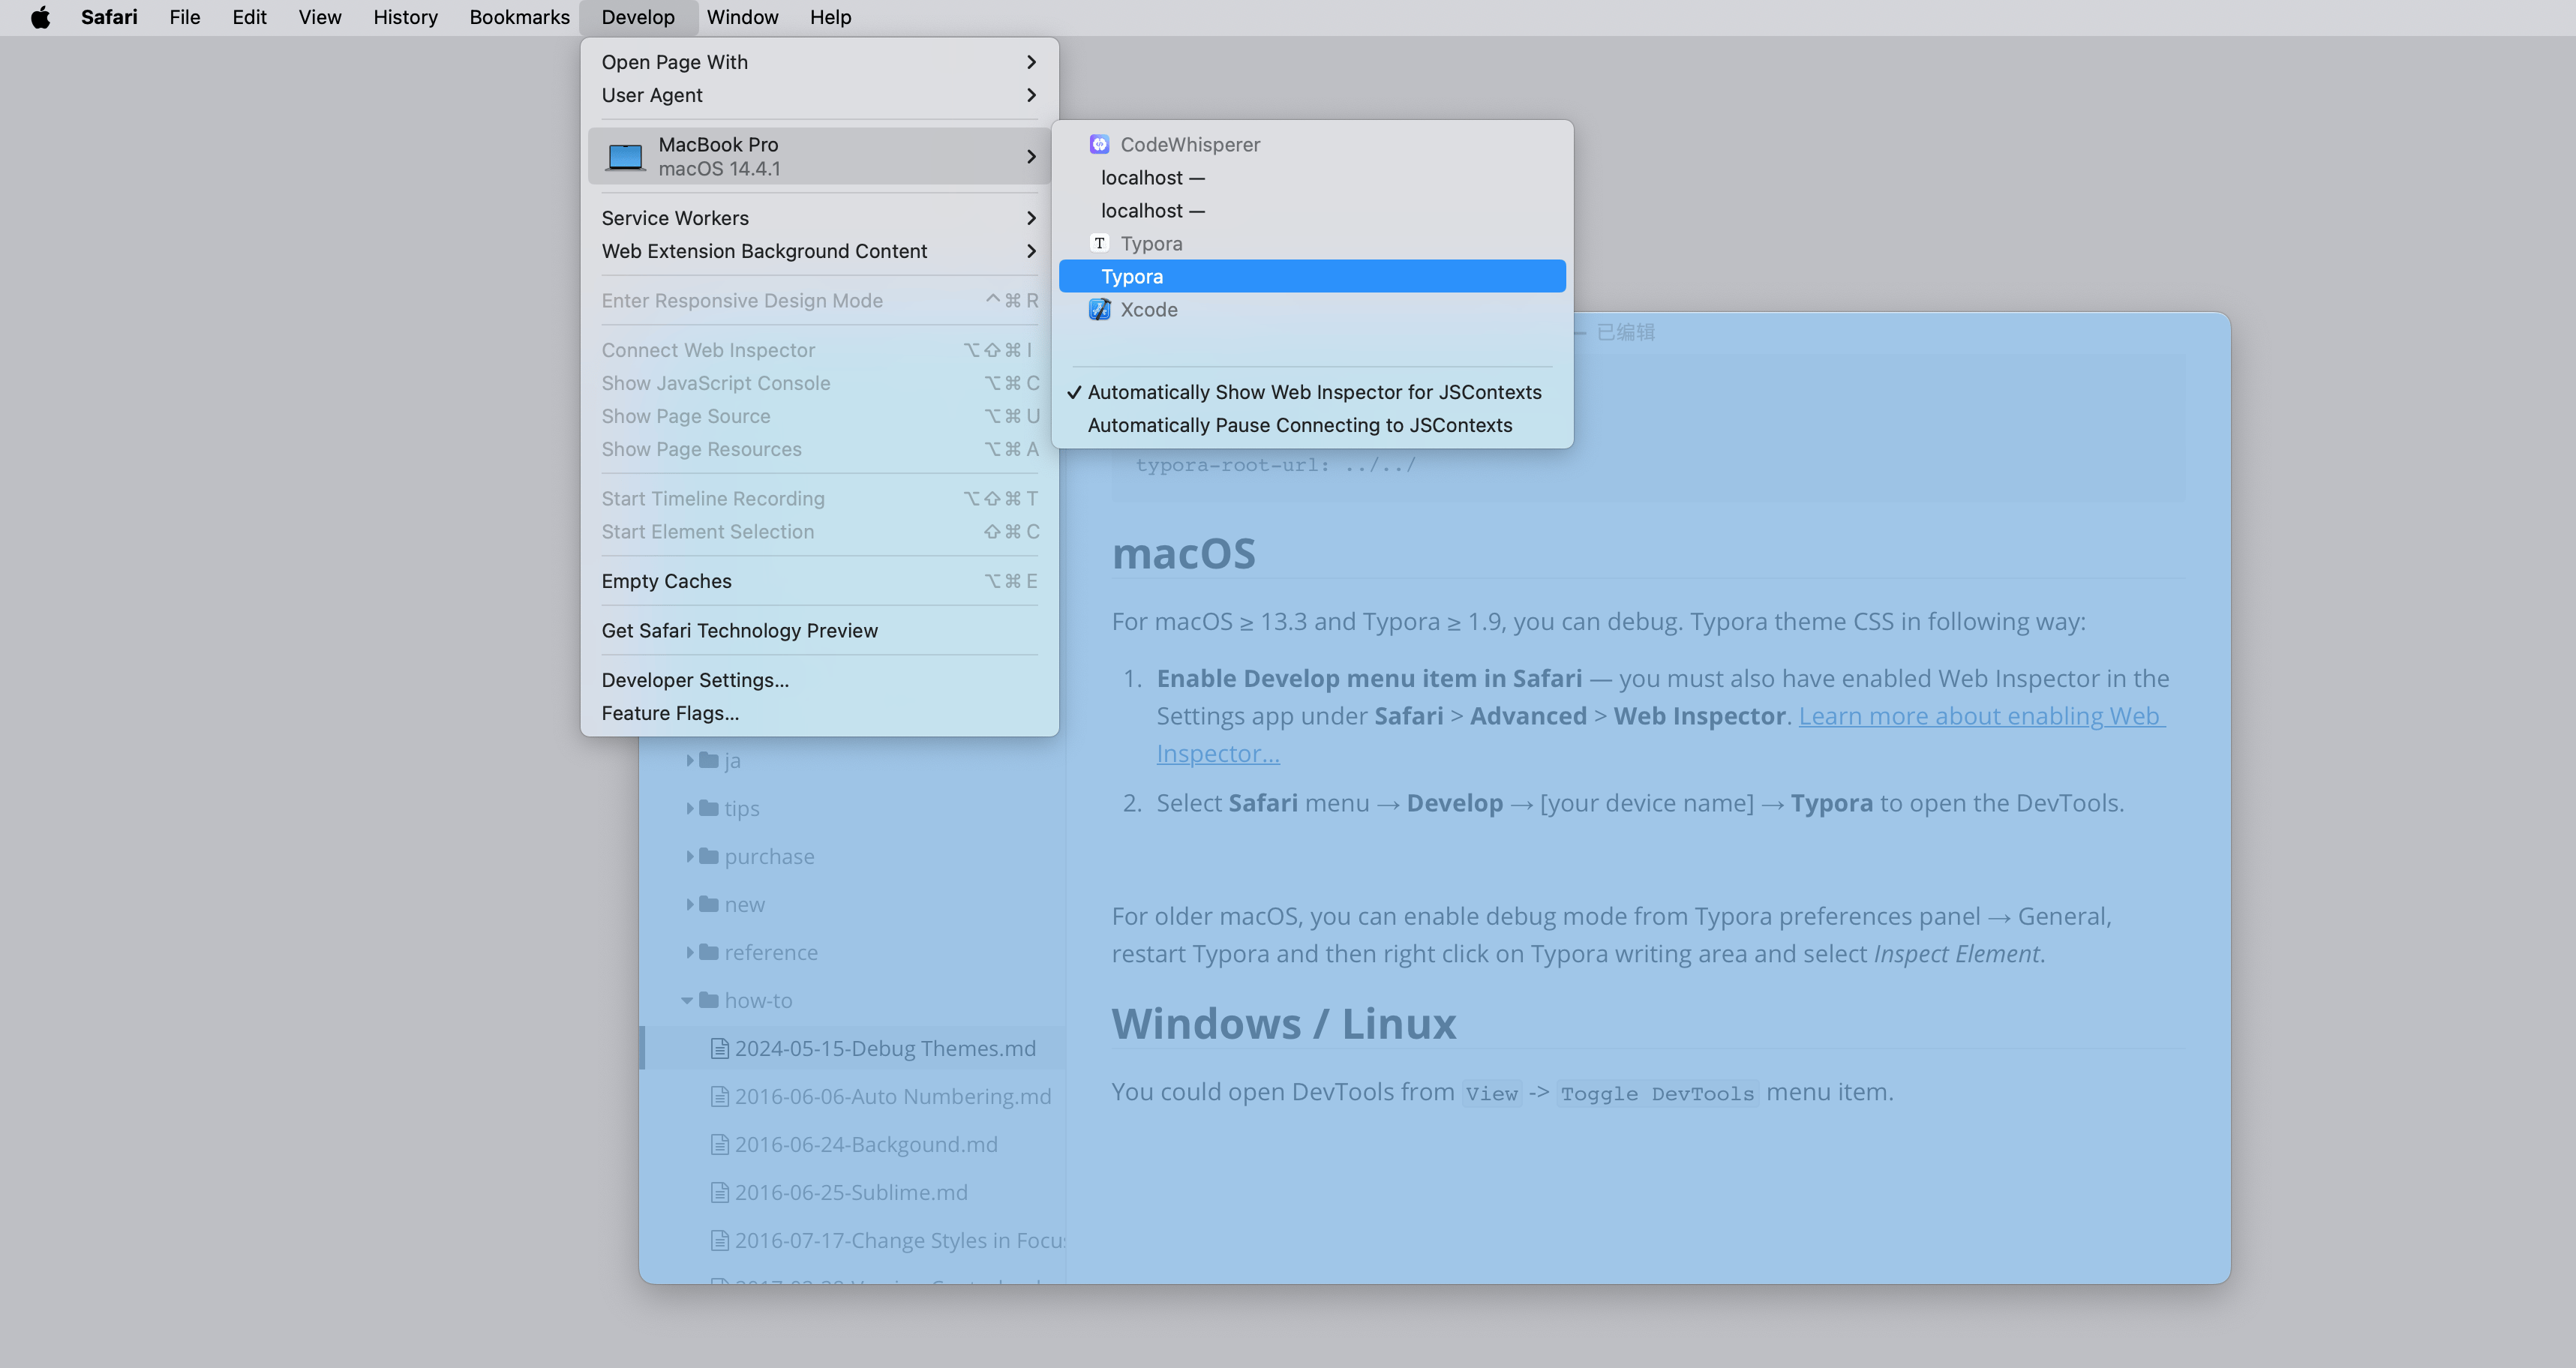 Safari File Edit View History Bookmarks Develop Window Help
Open Page With
User Agent
MacBook Pro
macOS 14.4.1
Service Workers
Web Extension Background Content
Enter Responsive Design Mode ^⌘R
Connect Web Inspector ⌥⇧⌘I
Show JavaScript Console ⌥⌘C
Show Page Source ⌥⌘U
Show Page Resources ⌥⌘A
Start Timeline Recording ⌥⇧⌘T
Start Element Selection ⇧⌘C
Empty Caches ⌥⌘E
Get Safari Technology Preview
Developer Settings...
Feature Flags...
CodeWhisperer
localhost —
localhost —
T Typora
Typora
Xcode
✓ Automatically Show Web Inspector for JSContexts
Automatically Pause Connecting to JSContexts
— 已编辑
ja
tips
purchase
new
reference
how-to
2024-05-15-Debug Themes.md
2016-06-06-Auto Numbering.md
2016-06-24-Backgound.md
2016-06-25-Sublime.md
2016-07-17-Change Styles in
typora-root-url: ../../
macOS
For macOS ≥ 13.3 and Typora ≥ 1.9, you can debug. Typora theme CSS in following way:
1. Enable Develop menu item in Safari — you must also have enabled Web Inspector in the
Settings app under Safari > Advanced > Web Inspector. Learn more about enabling Web
Inspector...
2. Select Safari menu → Develop → [your device name] → Typora to open the DevTools.
For older macOS, you can enable debug mode from Typora preferences panel → General,
restart Typora and then right click on Typora writing area and select Inspect Element.
Windows / Linux
You could open DevTools from View -> Toggle DevTools menu item.